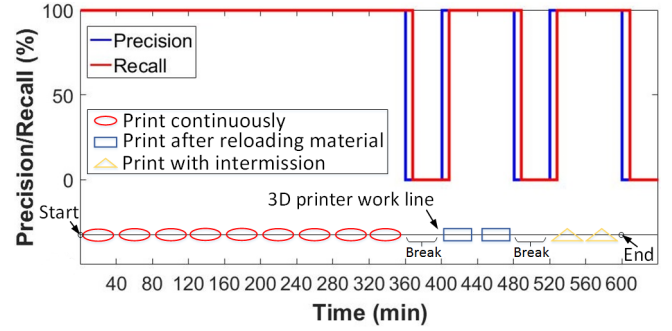 100
Precision
Recall
50
Print continuously
Print after reloading material
Print with intermission
0
Precision/Recall (%)
Start
3D printer work line
Break
Break
End
40 80 120 160 200 240 280 320 360 400 440 480 520 560 600
Time (min)